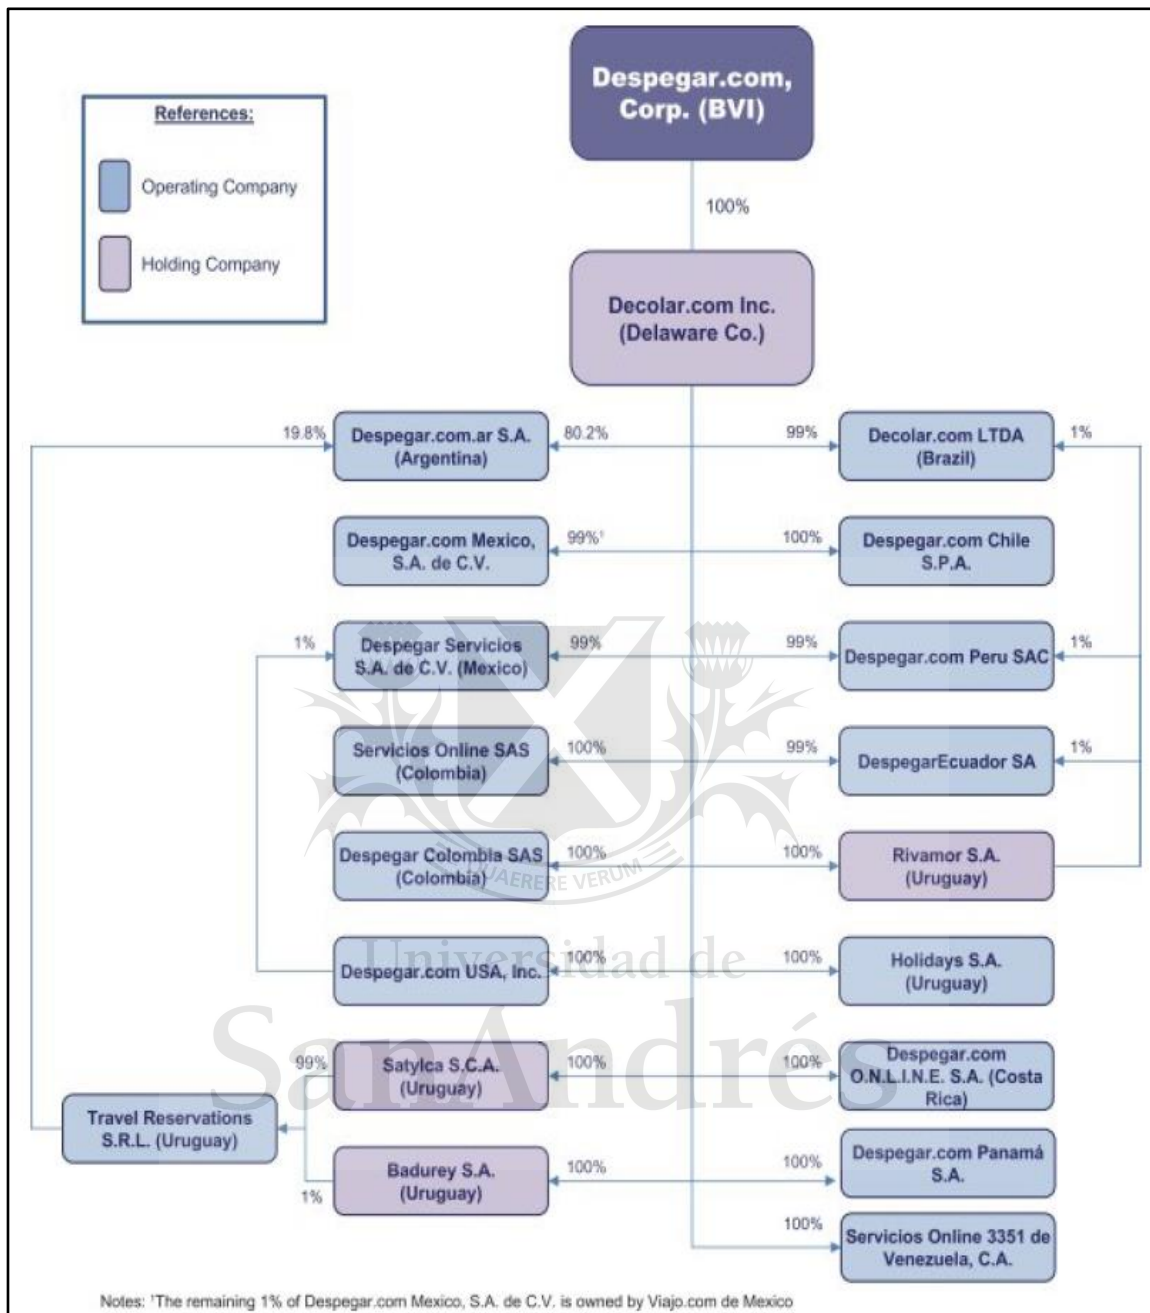 Despegar.com,
Corp. (BVI)
References:
Operating Company
Holding Company
100%
Decolar.com Inc.
(Delaware Co.)
19.8%
Despegar.com.ar S.A.
(Argentina)
80.2%
99%
Decolar.com LTDA
(Brazil)
1%
Despegar.com Mexico,
S.A. de C.V.
99%¹
100%
Despegar.com Chile
S.P.A.
1%
Despegar Servicios
S.A. de C.V. (Mexico)
99%
99%
Despegar.com Peru SAC
1%
Servicios Online SAS
(Colombia)
100%
99%
DespegarEcuador SA
1%
Despegar Colombia SAS
(Colombia)
100%
100%
Rivamor S.A.
(Uruguay)
QUAERERE VERUM
Despegar.com USA, Inc.
100%
100%
Holidays S.A.
(Uruguay)
Universidad de
SanAndrés
99%
Satylca S.C.A.
(Uruguay)
100%
100%
Despegar.com
O.N.L.I.N.E. S.A. (Costa
Rica)
Travel Reservations
S.R.L. (Uruguay)
1%
Badurey S.A.
(Uruguay)
100%
100%
Despegar.com Panamá
S.A.
100%
Servicios Online 3351 de
Venezuela, C.A.
Notes: ¹The remaining 1% of Despegar.com Mexico, S.A. de C.V. is owned by Viajo.com de Mexico